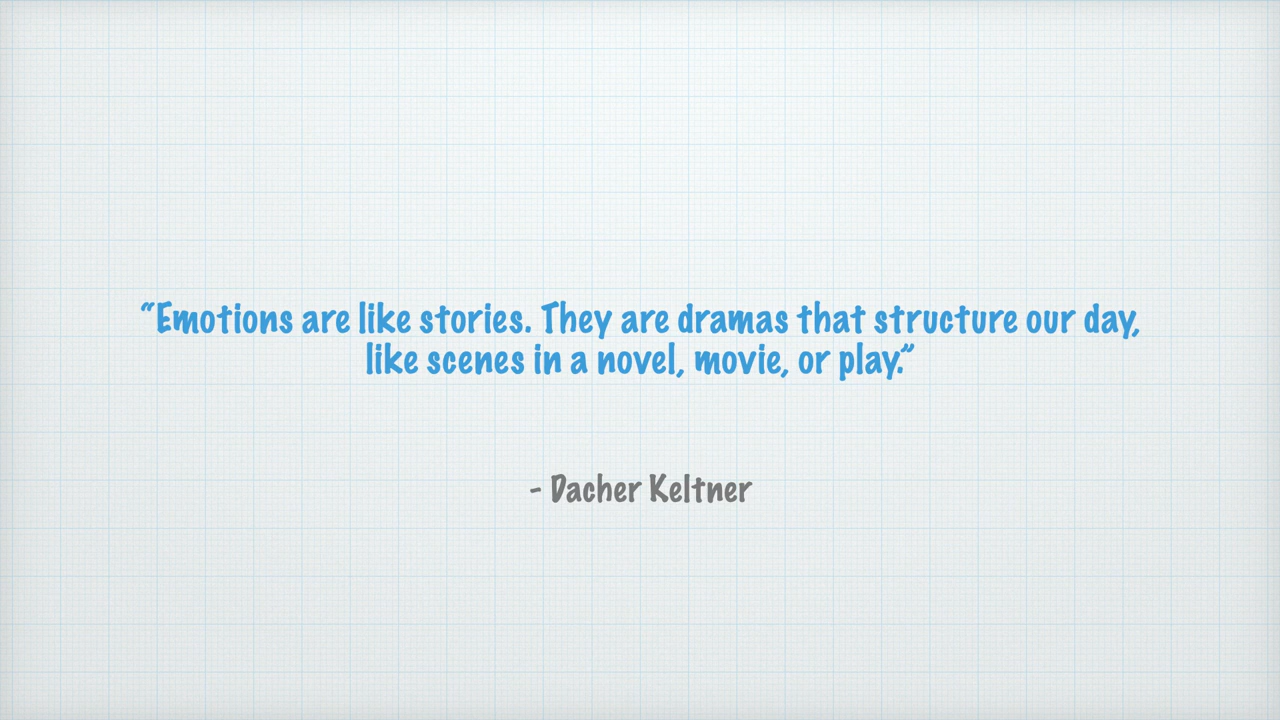 “Emotions are like stories. They are dramas that structure our day,
like scenes in a novel, movie, or play.”
- Dacher Keltner